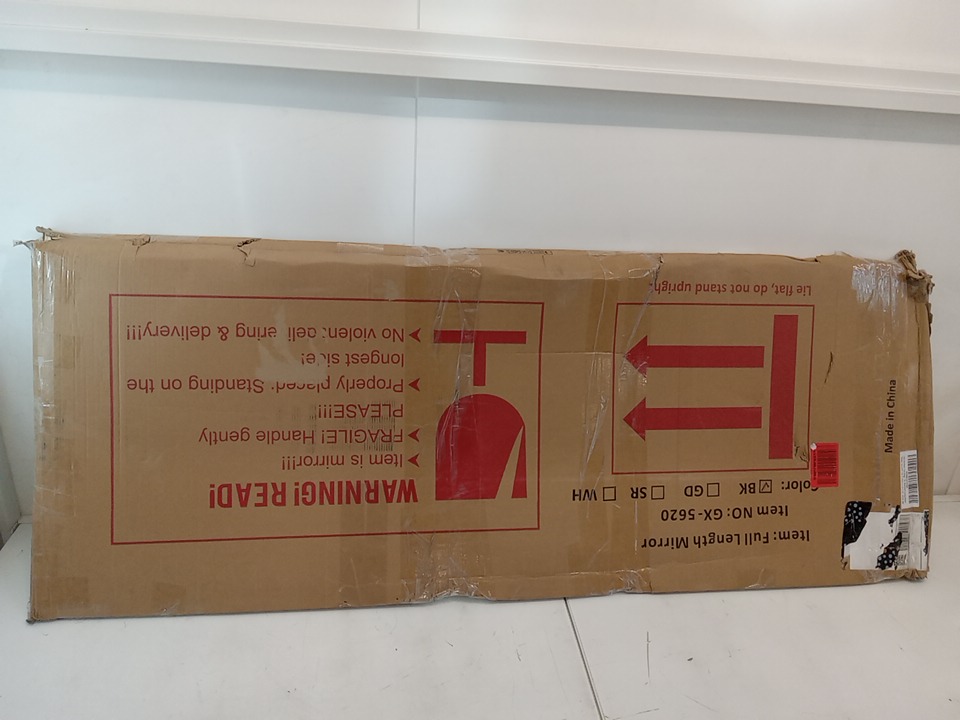 WARNING! READ!
Item is mirror!!!
FRAGILE! Handle gently
PLEASE!!!
Properly placed: Standing on the
longest side!
No violent delivering & delivery!!!
Item: Full Length Mirror
Item NO: GX-5620
Color: BK GD SR WH
Lie flat, do not stand upright.
Made in China